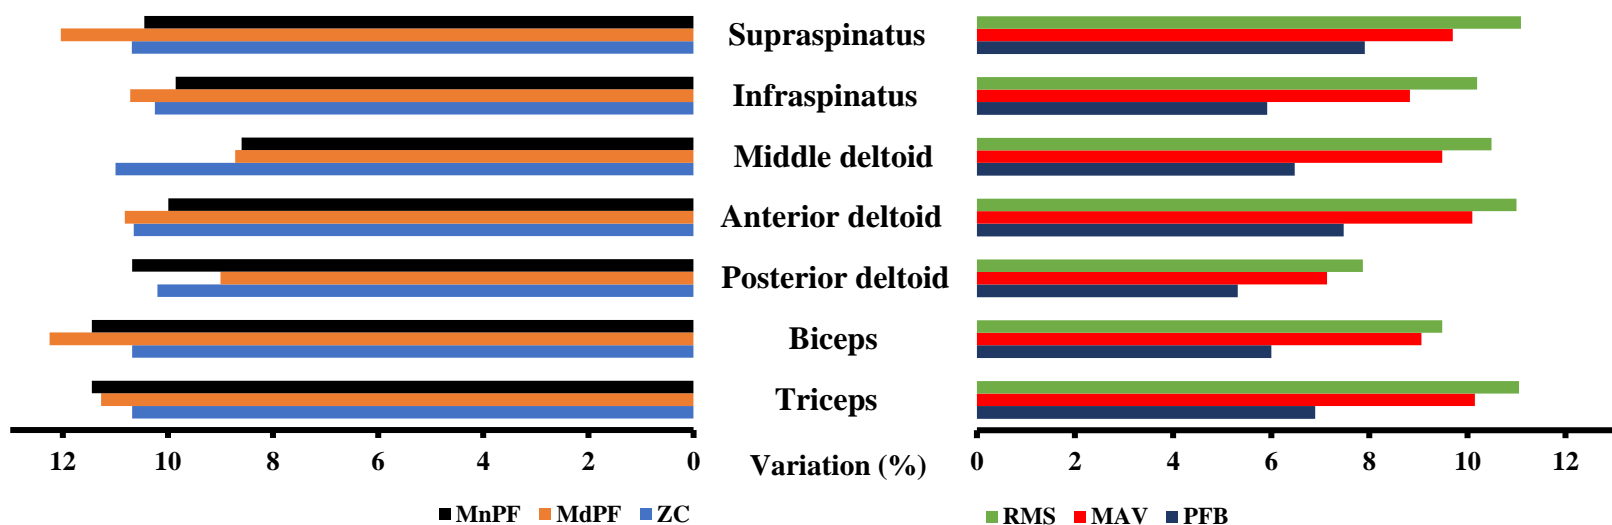 Supraspinatus
Infraspinatus
Middle deltoid
Anterior deltoid
Posterior deltoid
Biceps
Triceps
12 10 8 6 4 2 0
Variation (%)
0 2 4 6 8 10 12
MnPF MdPF ZC
RMS MAV PFB